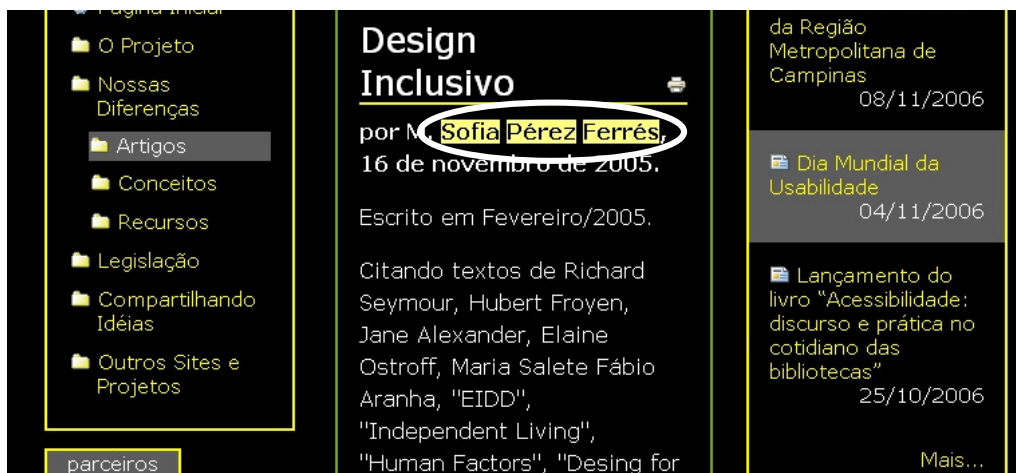 Página Inicial
O Projeto
Nossas
Diferenças
Artigos
Conceitos
Recursos
Legislação
Compartilhando
Idéias
Outros Sites e
Projetos
parceiros
Design
Inclusivo
por M. Sofia Pérez Ferrés,
16 de novembro de 2005.
Escrito em Fevereiro/2005.
Citando textos de Richard
Seymour, Hubert Froyen,
Jane Alexander, Elaine
Ostroff, Maria Salete Fábio
Aranha, "EIDD",
"Independent Living",
"Human Factors", "Desing for
da Região
Metropolitana de
Campinas
08/11/2006
Dia Mundial da
Usabilidade
04/11/2006
Lançamento do
livro "Acessibilidade:
discurso e prática no
cotidiano das
bibliotecas"
25/10/2006
Mais...